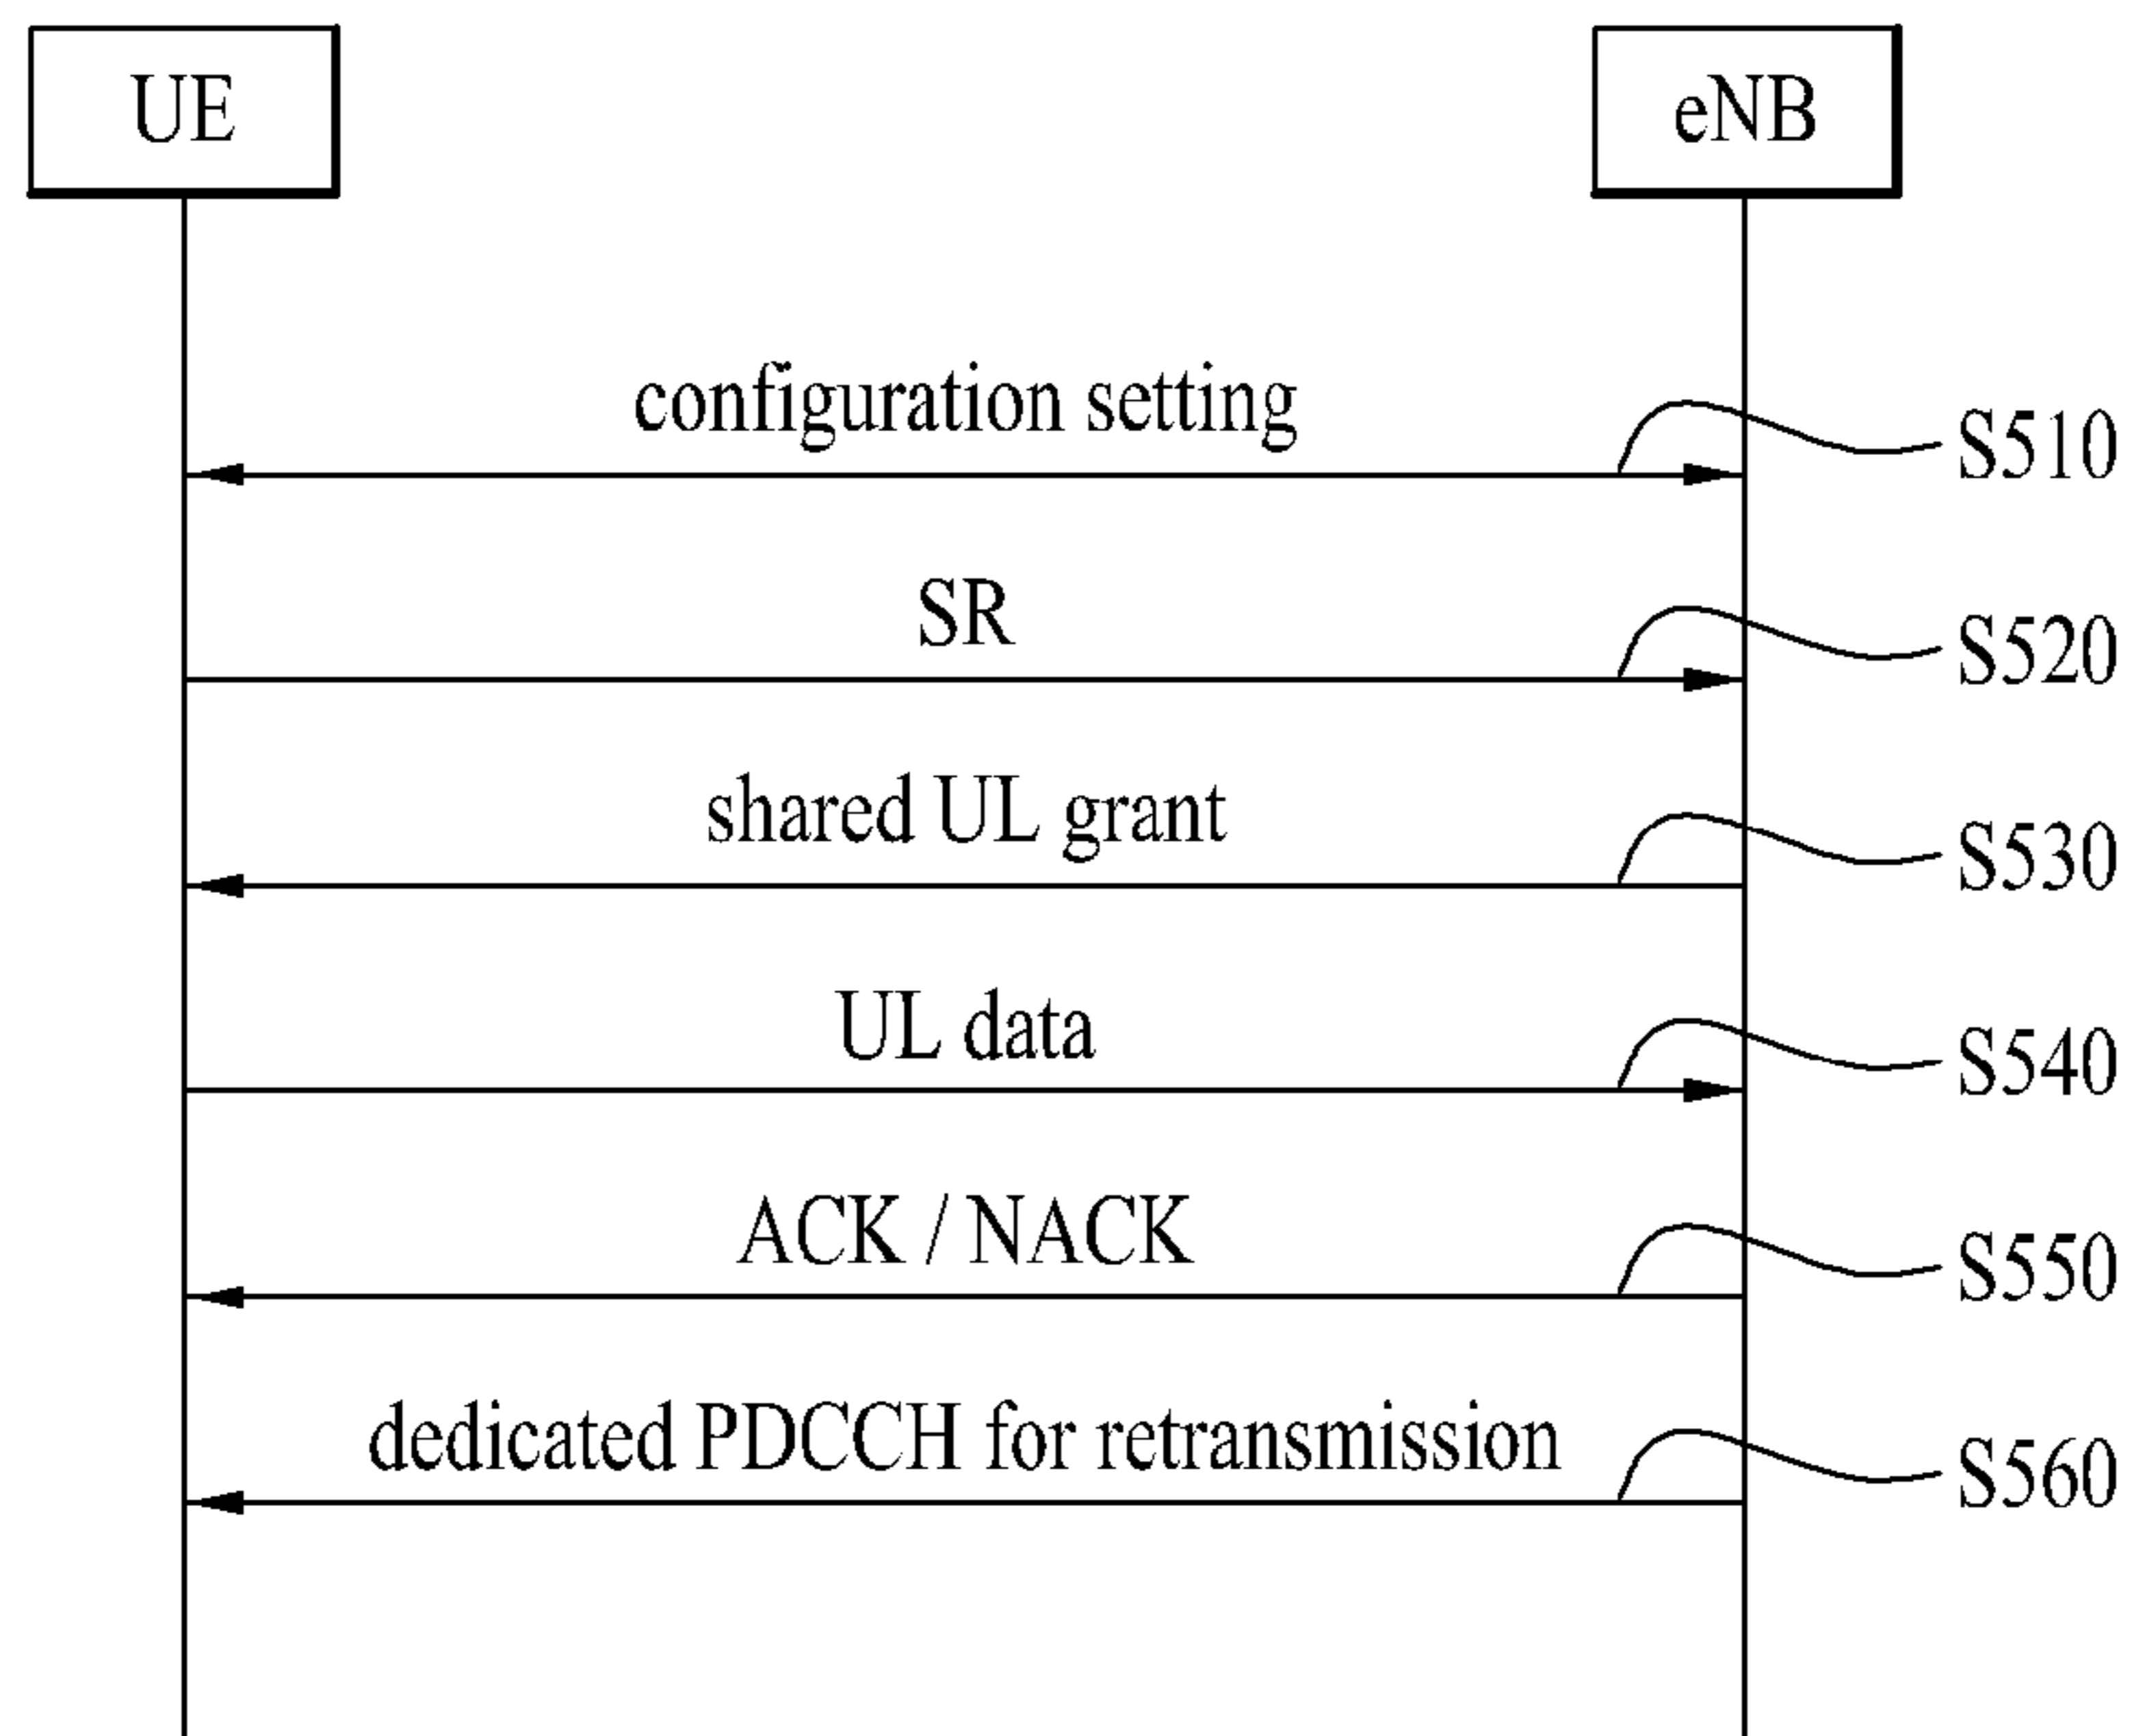 UE
eNB
configuration setting
S510
SR
S520
shared UL grant
S530
UL data
S540
ACK / NACK
S550
dedicated PDCCH for retransmission
S560